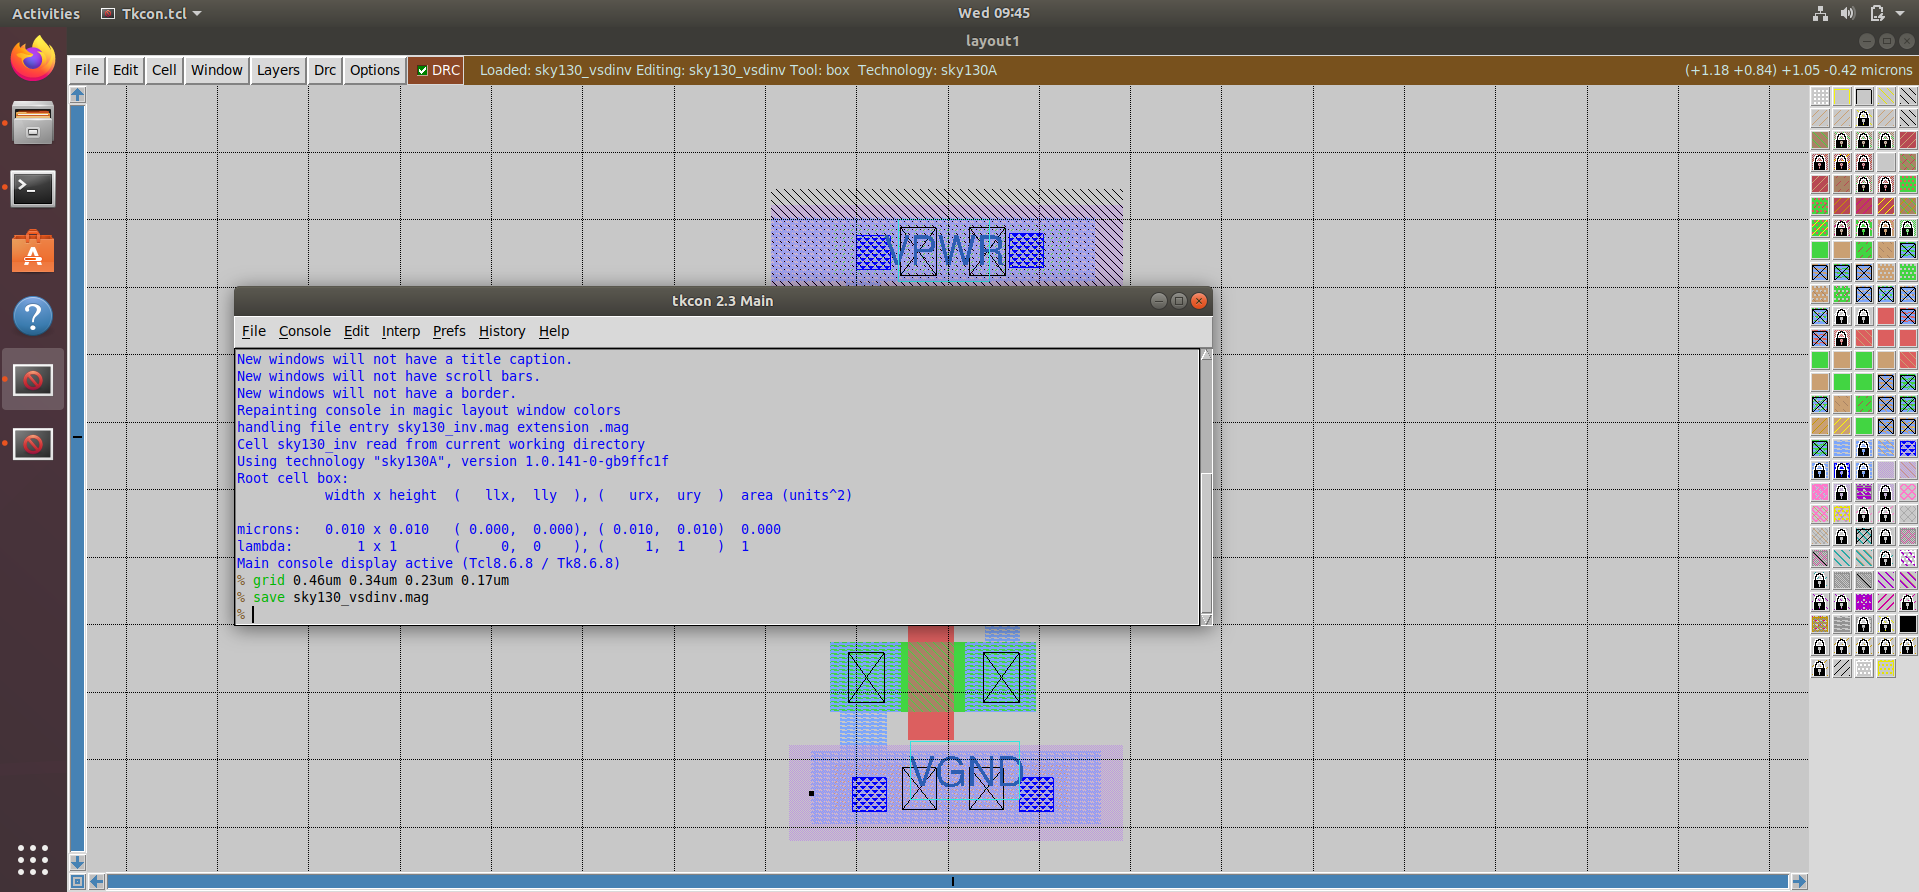 Activities Tkcon.tcl Wed 09:45
layout1
File Edit Cell Window Layers Drc Options DRC Loaded: sky130_vsdinv Editing: sky130_vsdinv Tool: box Technology: sky130A (+1.18 +0.84) +1.05 -0.42 microns
VPWR
tkcon 2.3 Main
File Console Edit Interp Prefs History Help
New windows will not have a title caption.
New windows will not have scroll bars.
New windows will not have a border.
Repainting console in magic layout window colors
handling file entry sky130_inv.mag extension .mag
Cell sky130_inv read from current working directory
Using technology "sky130A", version 1.0.141-0-gb9ffc1f
Root cell box:
width x height ( llx, lly ), ( urx, ury ) area (units^2)
microns: 0.010 x 0.010 ( 0.000, 0.000), ( 0.010, 0.010) 0.000
lambda: 1 x 1 ( 0, 0 ), ( 1, 1 ) 1
Main console display active (Tcl8.6.8 / Tk8.6.8)
% grid 0.46um 0.34um 0.23um 0.17um
% save sky130_vsdinv.mag
%
VGND